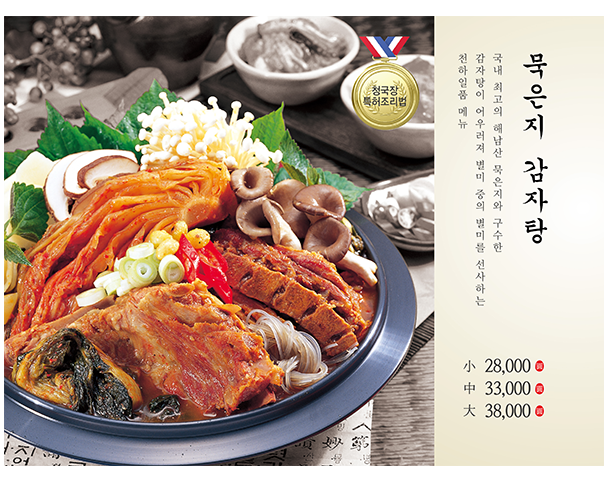 청국장
특허조리법
묵은지 감자탕
국내 최고의 해남산 묵은지와 구수한
감자탕이 어우러져 별미 중의 별미를 선사하는
천하일품 메뉴
小 28,000
中 33,000
大 38,000